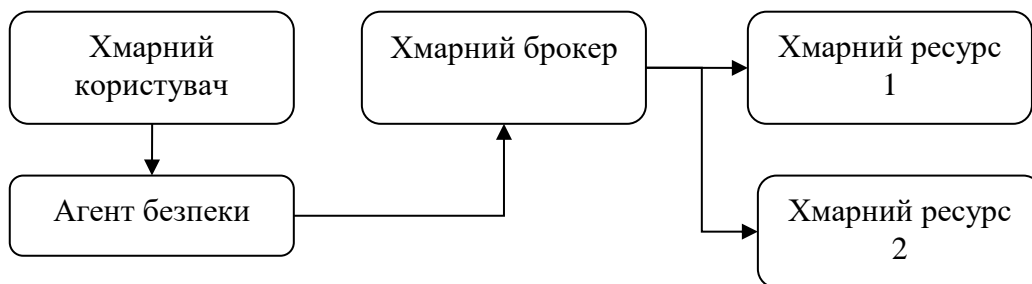 Хмарний
користувач
Агент безпеки
Хмарний брокер
Хмарний ресурс
1
Хмарний ресурс
2